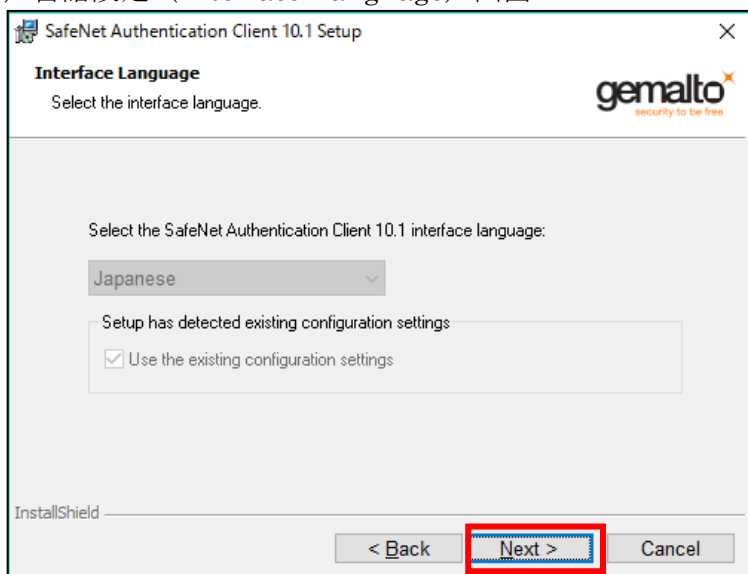 SafeNet Authentication Client 10.1 Setup
Interface Language
Select the interface language.
gemalto
security to be free
Select the SafeNet Authentication Client 10.1 interface language:
Japanese
Setup has detected existing configuration settings
Use the existing configuration settings
InstallShield
< Back
Next >
Cancel